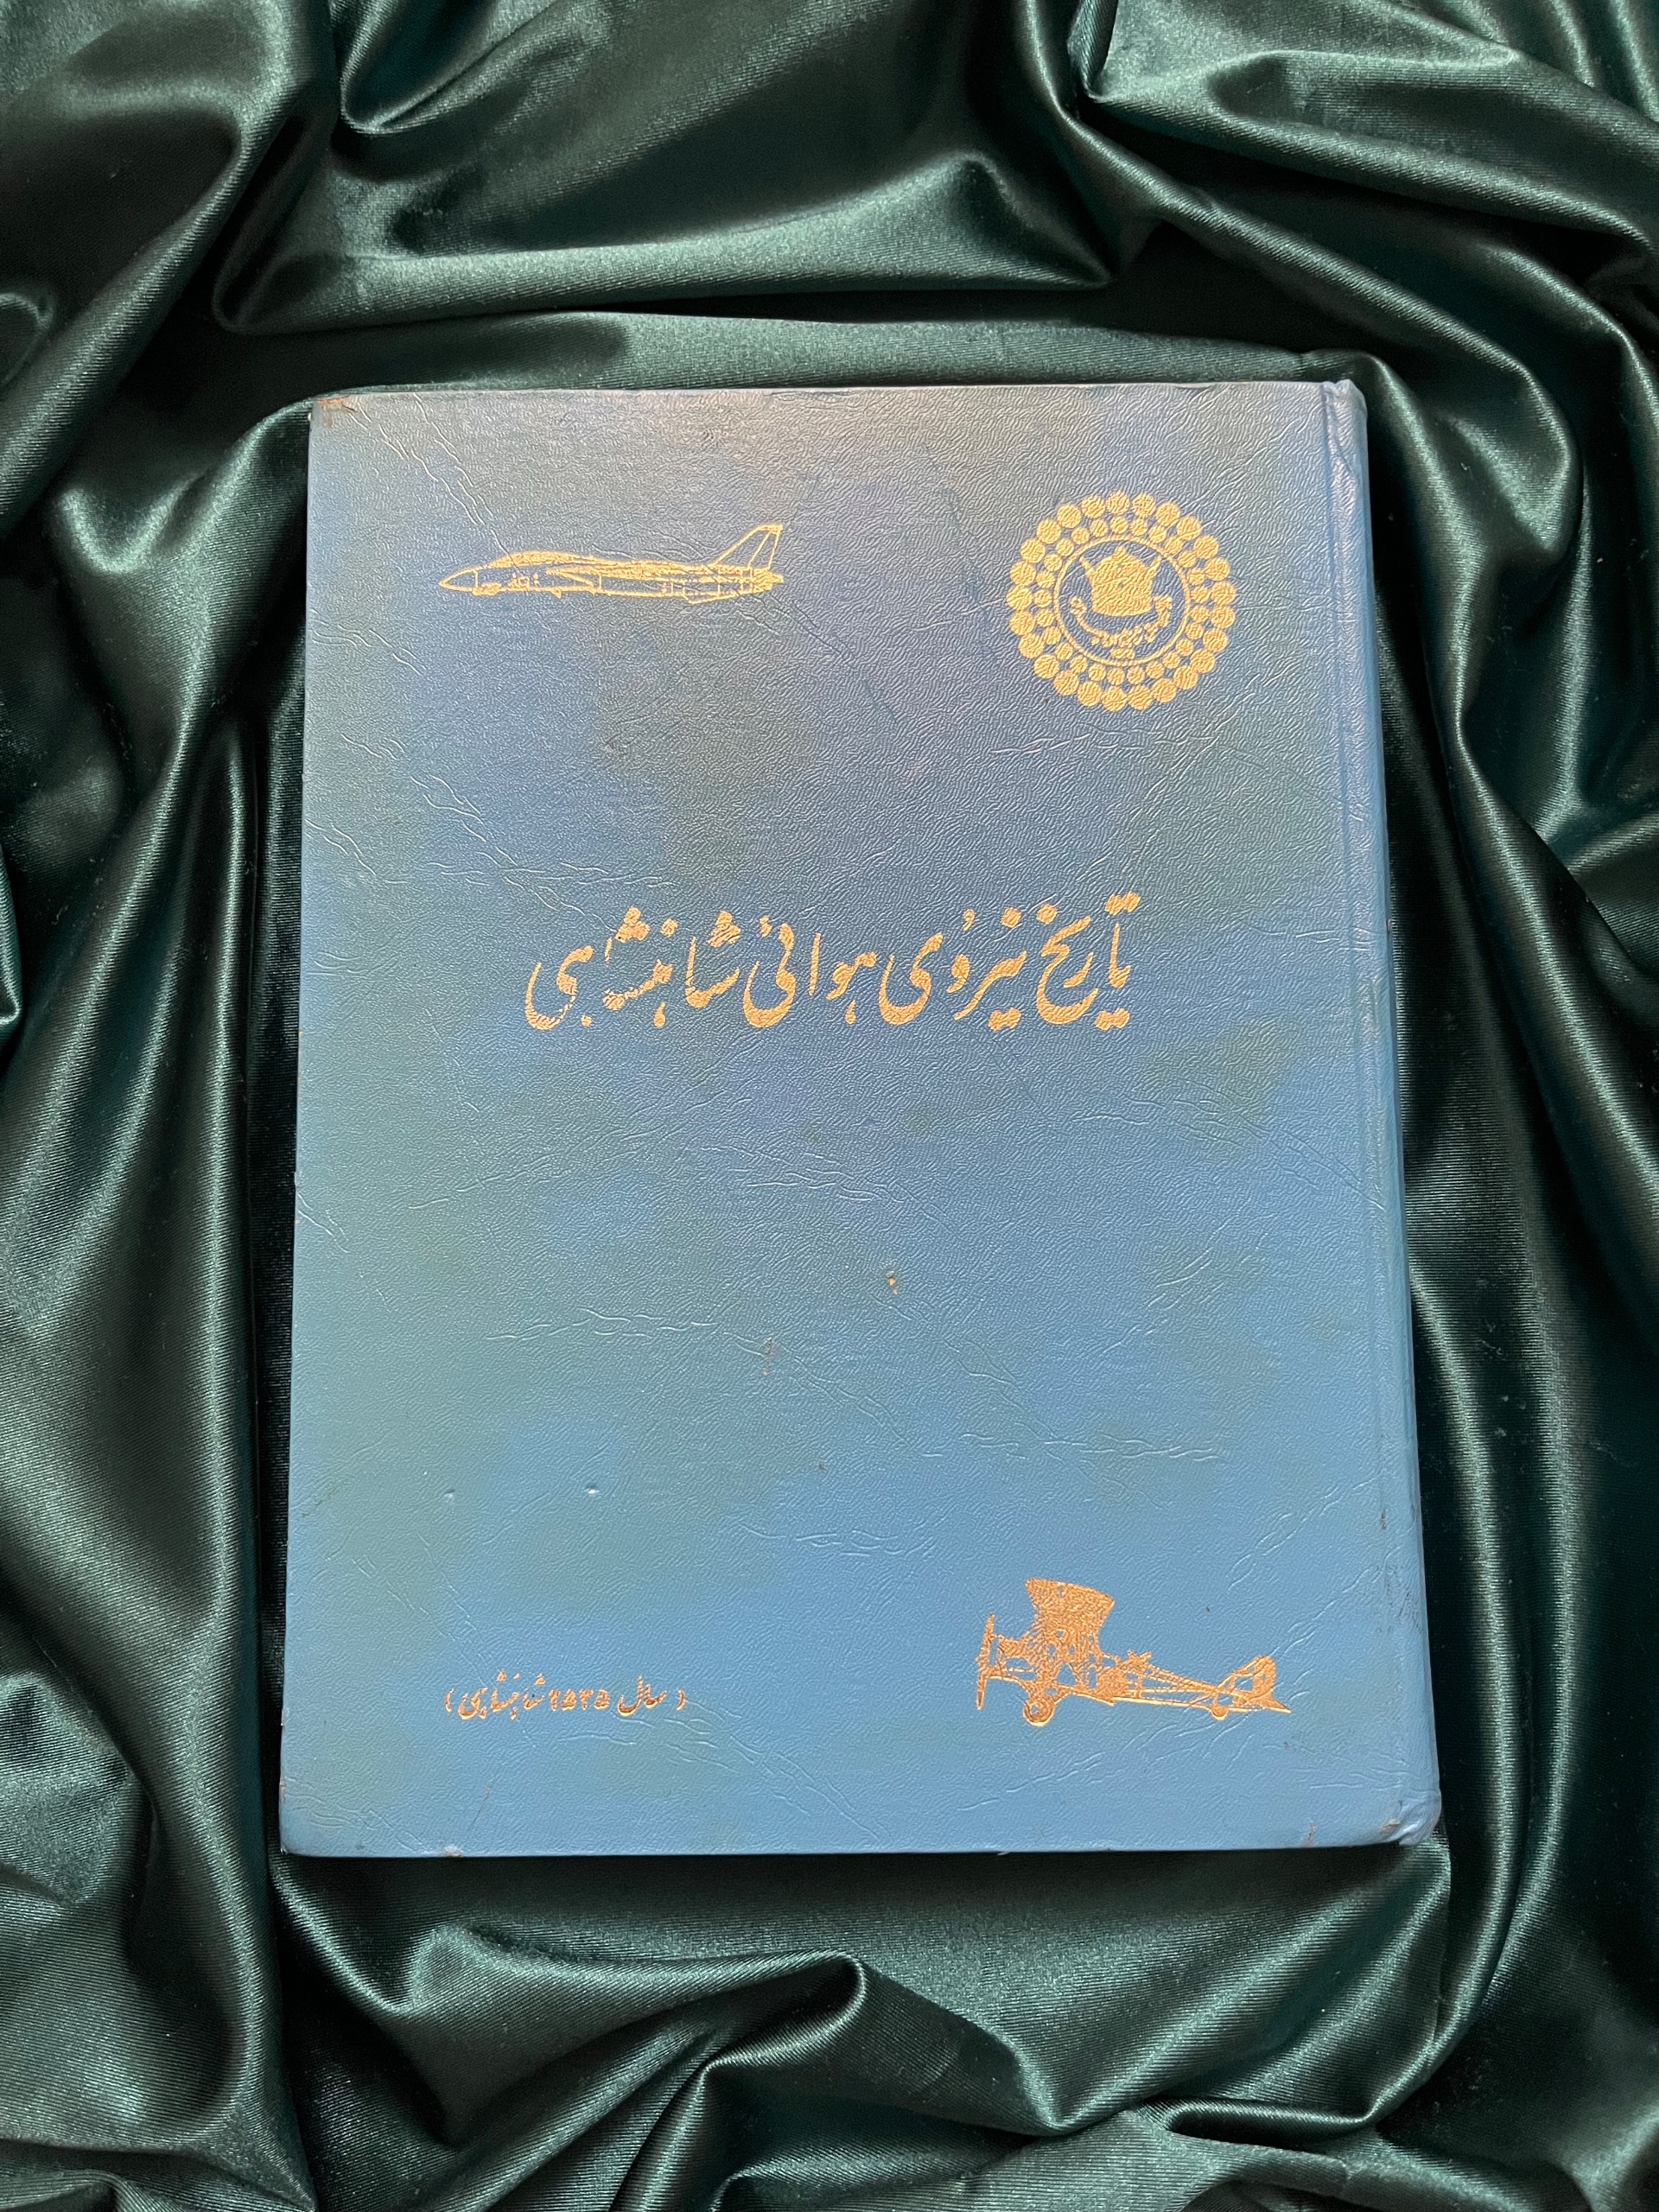 تاریخ نیروی هوائی شاهنشاهی
( سال ۲۵۳۵ شاهنشاهی )